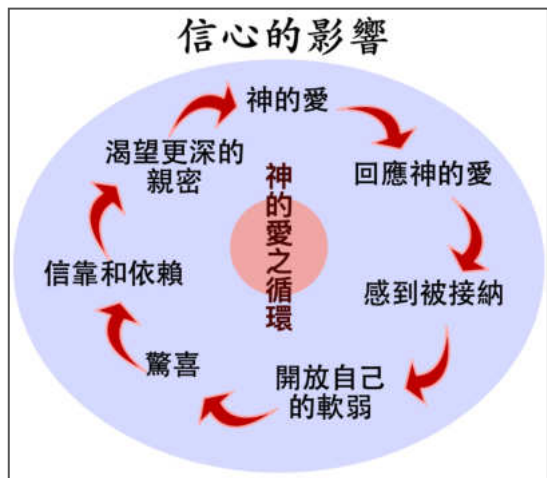 信心的影響
神的愛
回應神的愛
感到被接納
開放自己
的軟弱
驚喜
信靠和依賴
渴望更深的
親密
神的愛之循環